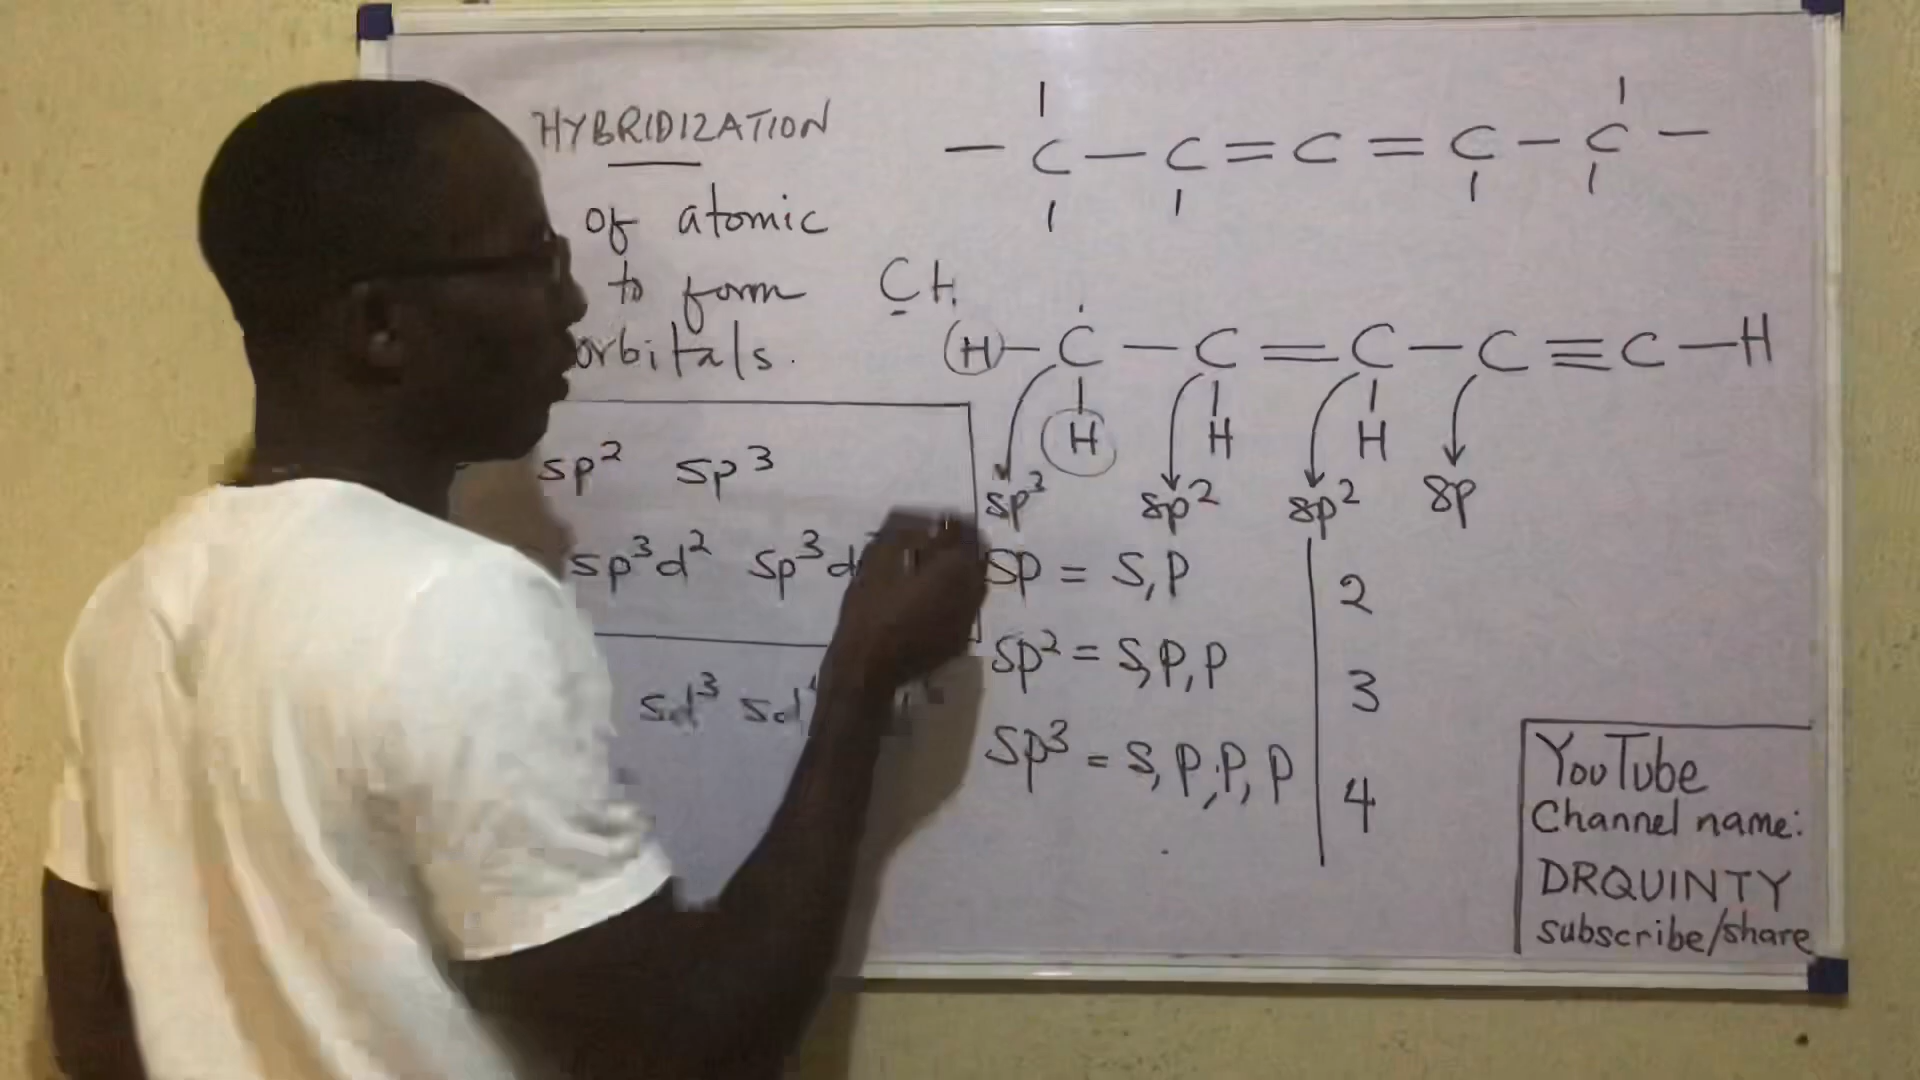 HYBRIDIZATION
of atomic
to form
orbitals.
sp² sp³
sp³d² sp³d
sd³ sd
C — C = C = C — C
CH
H — C — C = C — C ≡ C — H
H H H
sp³ sp² sp² sp
sp = s, p 2
sp² = s, p, p 3
sp³ = s, p, p, p 4
YouTube
Channel name:
DRQUINTY
subscribe/share